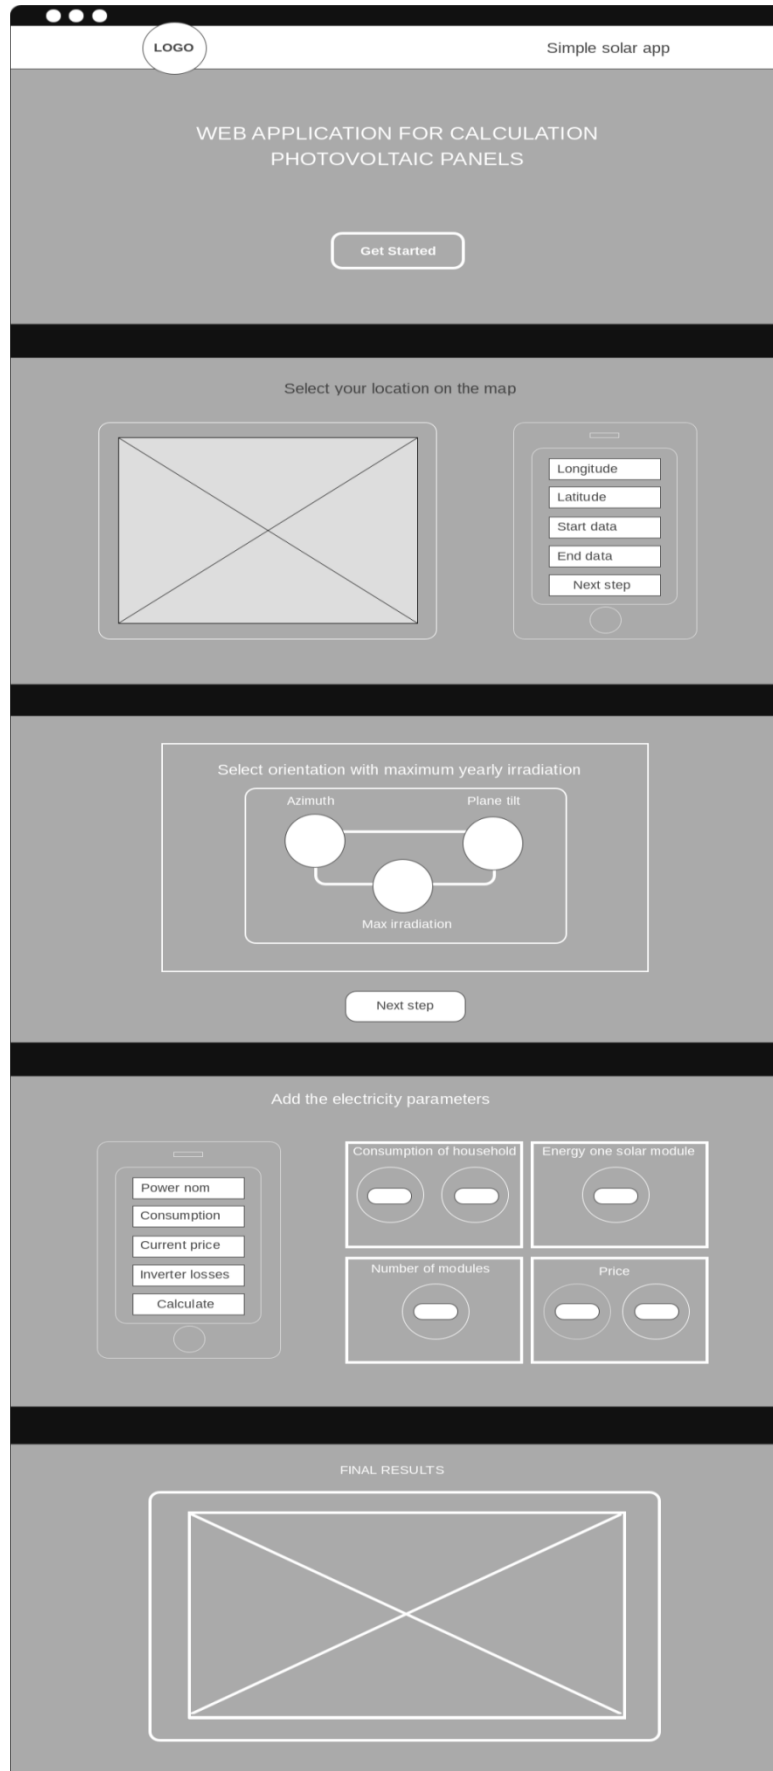 LOGO
Simple solar app
WEB APPLICATION FOR CALCULATION
PHOTOVOLTAIC PANELS
Get Started
Select your location on the map
Longitude
Latitude
Start data
End data
Next step
Select orientation with maximum yearly irradiation
Azimuth
Plane tilt
Max irradiation
Next step
Add the electricity parameters
Power nom
Consumption
Current price
Inverter losses
Calculate
Consumption of household
Energy one solar module
Number of modules
Price
FINAL RESULTS